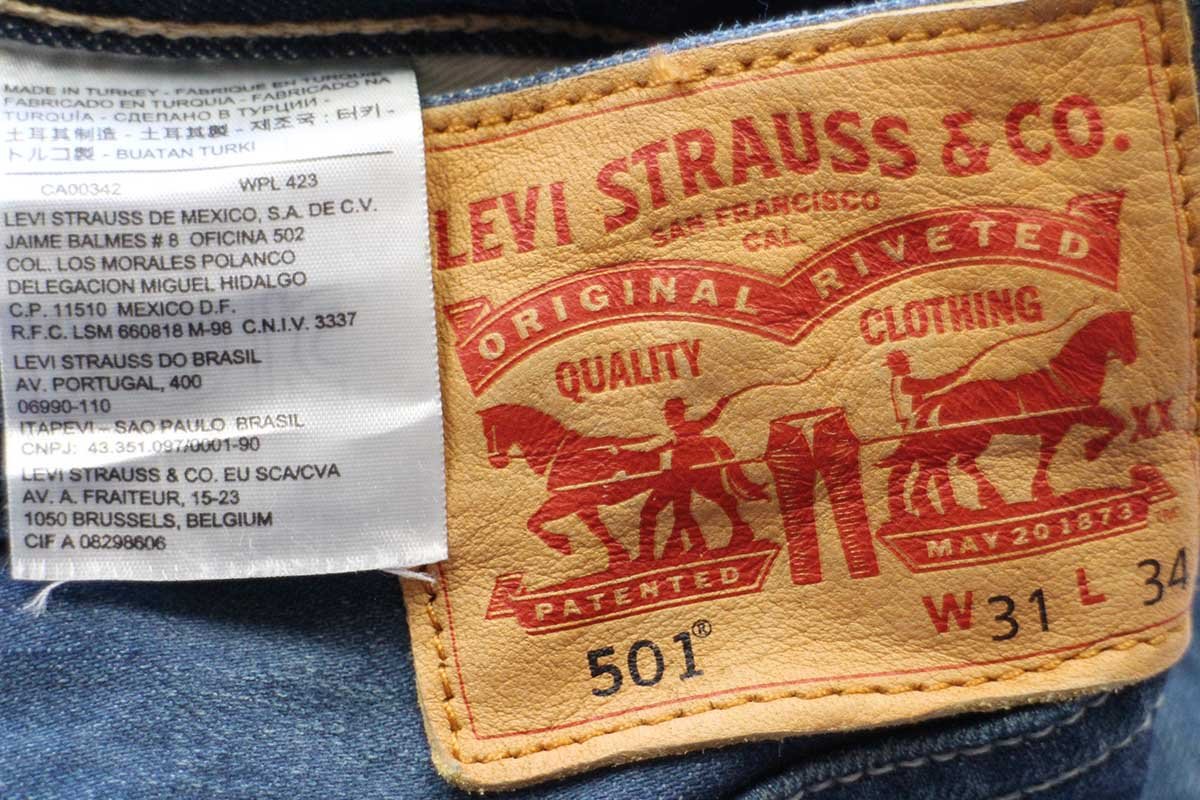 MADE IN TURKEY - FABRIQUE EN TURQUIE
FABRICADO EN TURQUIA - FABRICADO NA
TURQUÍA - СДЕЛАНО В ТУРЦИИ -
土耳其制造 - 土耳其製 - 제조국 : 터키 -
トルコ製 - BUATAN TURKI
CA00342 WPL 423
LEVI STRAUSS DE MEXICO, S.A. DE C.V.
JAIME BALMES # 8 OFICINA 502
COL. LOS MORALES POLANCO
DELEGACION MIGUEL HIDALGO
C.P. 11510 MEXICO D.F.
R.F.C. LSM 660818 M-98 C.N.I.V. 3337
LEVI STRAUSS DO BRASIL
AV. PORTUGAL, 400
06990-110
ITAPEVI – SAO PAULO BRASIL
CNPJ: 43.351.097/0001-90
LEVI STRAUSS & CO. EU SCA/CVA
AV. A. FRAITEUR, 15-23
1050 BRUSSELS, BELGIUM
CIF A 08298606
LEVI STRAUSS & CO.
SAN FRANCISCO
CAL.
ORIGINAL RIVETED
QUALITY CLOTHING
XX
PATENTED MAY 20 1873
501® W 31 L 34